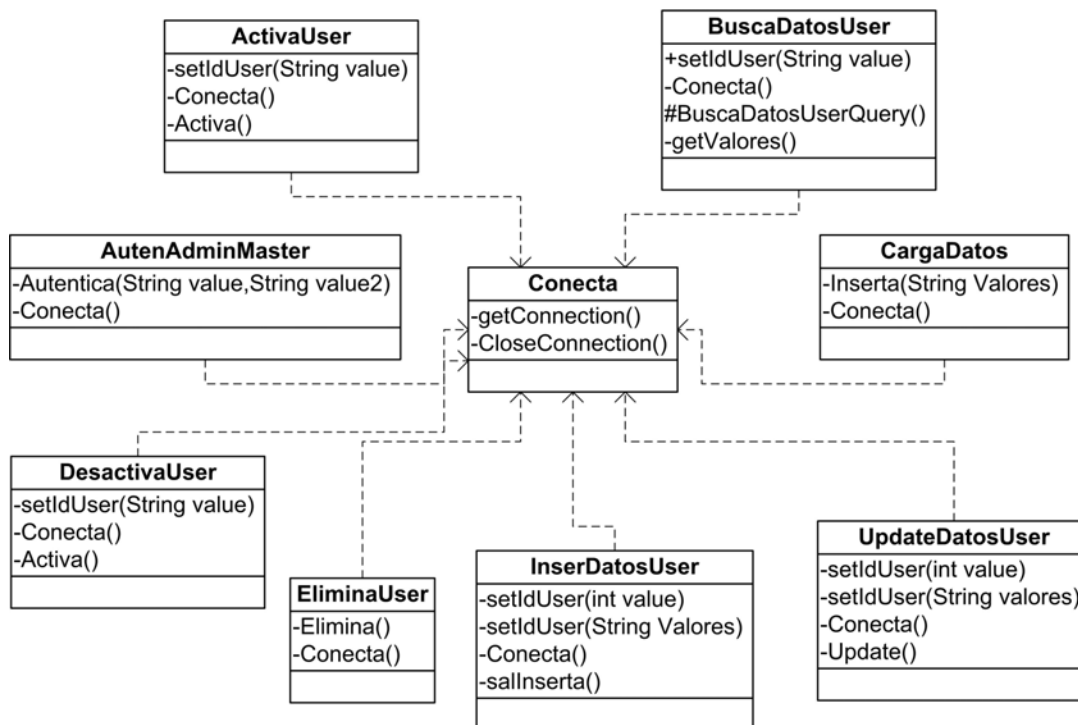 ActivaUser
-setIdUser(String value)
-Conecta()
-Activa()
BuscaDatosUser
+setIdUser(String value)
-Conecta()
#BuscaDatosUserQuery()
-getValores()
AutenAdminMaster
-Autentica(String value,String value2)
-Conecta()
Conecta
-getConnection()
-CloseConnection()
CargaDatos
-Inserta(String Valores)
-Conecta()
DesactivaUser
-setIdUser(String value)
-Conecta()
-Activa()
EliminaUser
-Elimina()
-Conecta()
InserDatosUser
-setIdUser(int value)
-setIdUser(String Valores)
-Conecta()
-salInserta()
UpdateDatosUser
-setIdUser(int value)
-setIdUser(String valores)
-Conecta()
-Update()